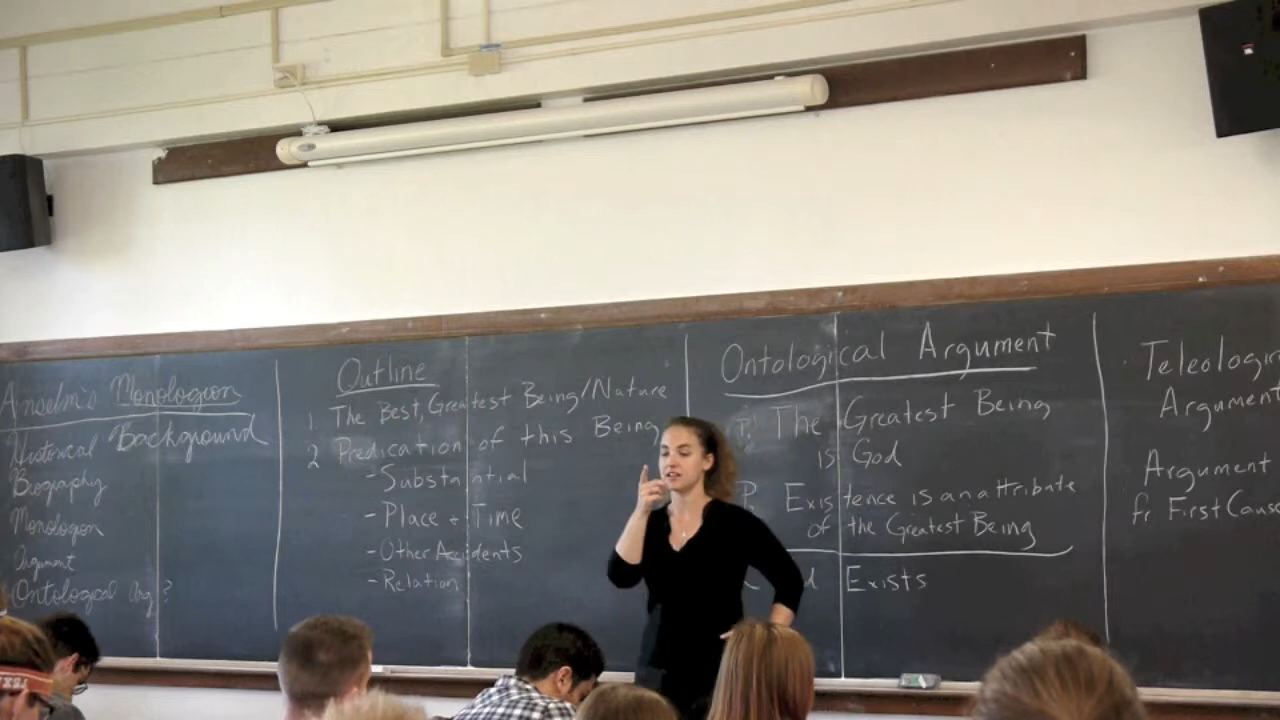 Anselm's Monologion
Historical Background
Biography
Monologion
Argument
Ontological Arg ?
Outline
1 The Best, Greatest Being/Nature
2 Predication of this Being
- Substantial
- Place + Time
- Other Accidents
- Relation
Ontological Argument
P. The Greatest Being
is God
P. Existence is an attribute
of the Greatest Being
Exists
Argument
Argument
fr First Cause